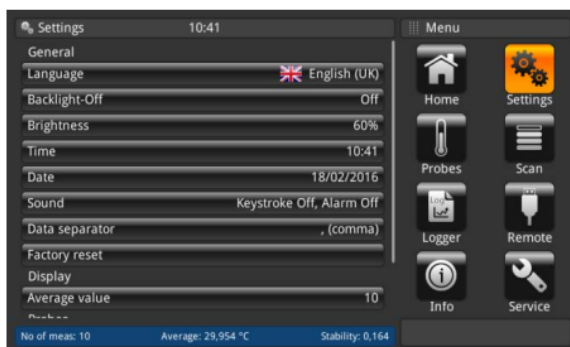 Settings 10:41
General
Language English (UK)
Backlight-Off Off
Brightness 60%
Time 10:41
Date 18/02/2016
Sound Keystroke Off, Alarm Off
Data separator , (comma)
Factory reset
Display
Average value 10
No of meas: 10 Average: 29,954 °C Stability: 0,164
Menu
Home Settings
Probes Scan
Log
Logger Remote
Info Service